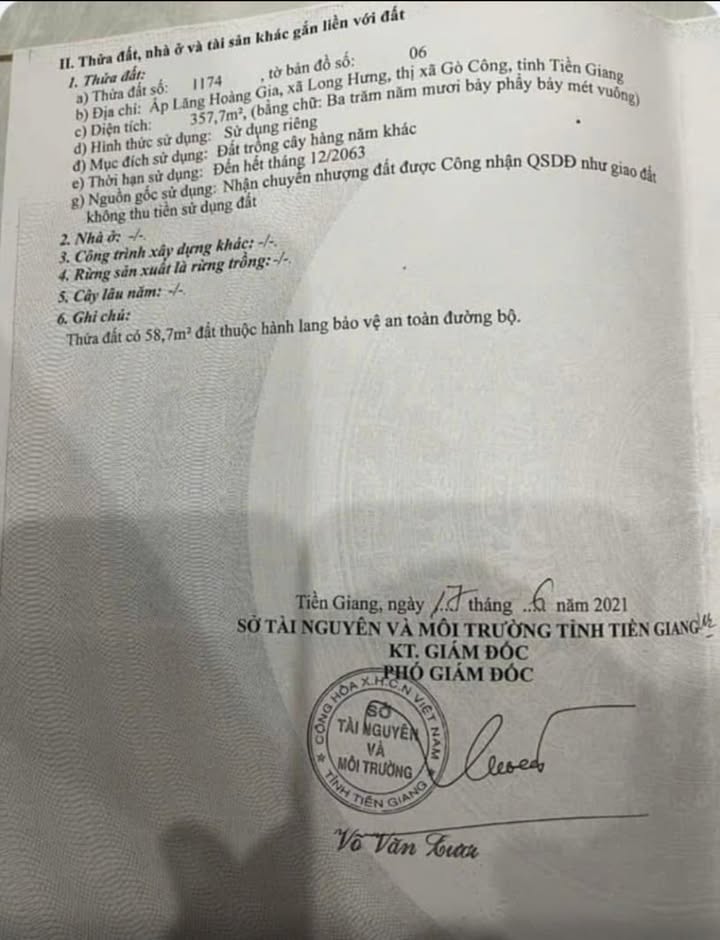 II. Thửa đất, nhà ở và tài sản khác gắn liền với đất
1. Thửa đất:
a) Thửa đất số: 1174 , tờ bản đồ số: 06
b) Địa chỉ: Ấp Lăng Hoàng Gia, xã Long Hưng, thị xã Gò Công, tỉnh Tiền Giang
c) Diện tích: 357,7m², (bằng chữ: Ba trăm năm mươi bảy phẩy bảy mét vuông)
d) Hình thức sử dụng: Sử dụng riêng
đ) Mục đích sử dụng: Đất trồng cây hàng năm khác
e) Thời hạn sử dụng: Đến hết tháng 12/2063
g) Nguồn gốc sử dụng: Nhận chuyển nhượng đất được Công nhận QSDĐ như giao đất
không thu tiền sử dụng đất
2. Nhà ở: -/-
3. Công trình xây dựng khác: -/-.
4. Rừng sản xuất là rừng trồng: -/-.
5. Cây lâu năm: -/-.
6. Ghi chú:
Thửa đất có 58,7m² đất thuộc hành lang bảo vệ an toàn đường bộ.
Tiền Giang, ngày 17 tháng ..6 năm 2021
SỞ TÀI NGUYÊN VÀ MÔI TRƯỜNG TỈNH TIỀN GIANG
KT. GIÁM ĐỐC
PHÓ GIÁM ĐỐC
CỘNG HÒA X.H.C.N VIỆT NAM
SỞ
TÀI NGUYÊN
VÀ
MÔI TRƯỜNG
TỈNH TIỀN GIANG
Võ Văn